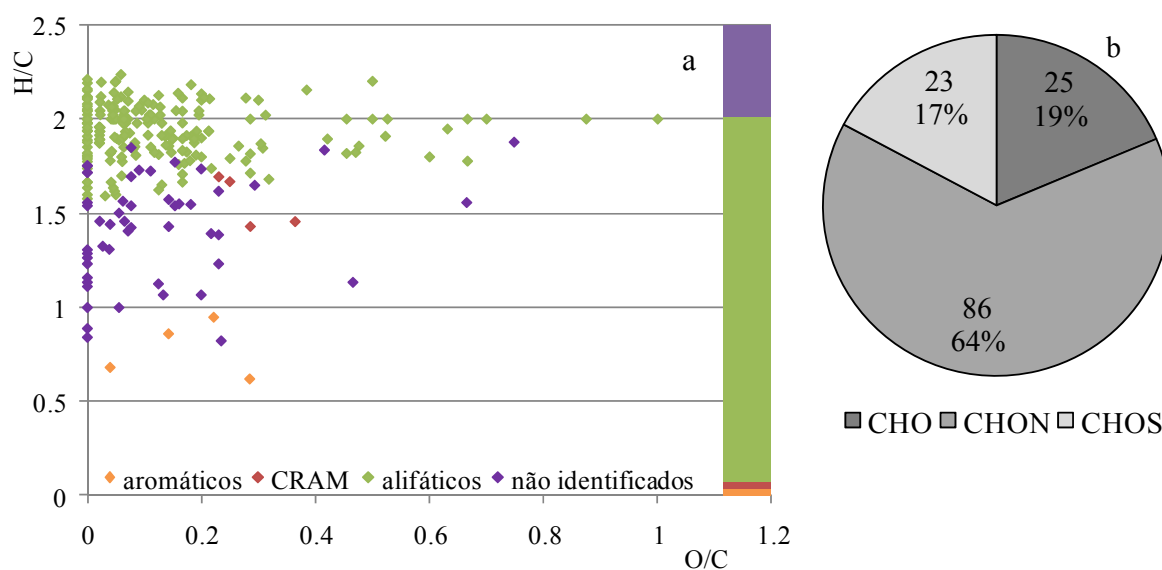 2.5
a
b
H/C
2
1.5
1
0.5
0
23
17%
25
19%
86
64%
CHO CHON CHOS
aromáticos CRAM alifáticos não identificados
0 0.2 0.4 0.6 0.8 1 1.2
O/C